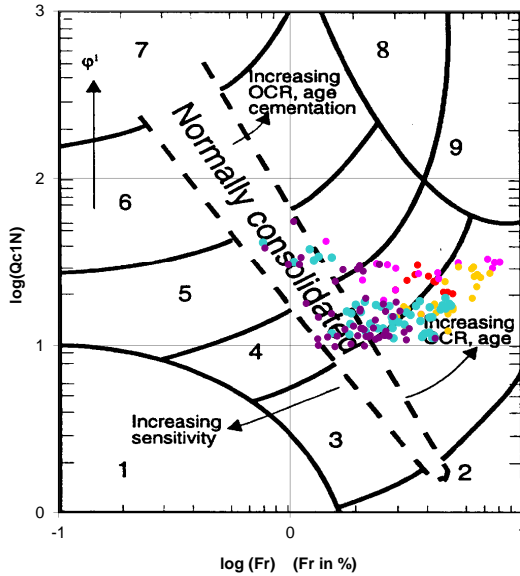 3
7
8
φ¹
Increasing
OCR, age
cementation
9
Normally consolidated
2
6
log(Qc1N)
5
Increasing
OCR, age
1
4
Increasing
sensitivity
3
1
2
0
-1
0
log (Fr) (Fr in %)